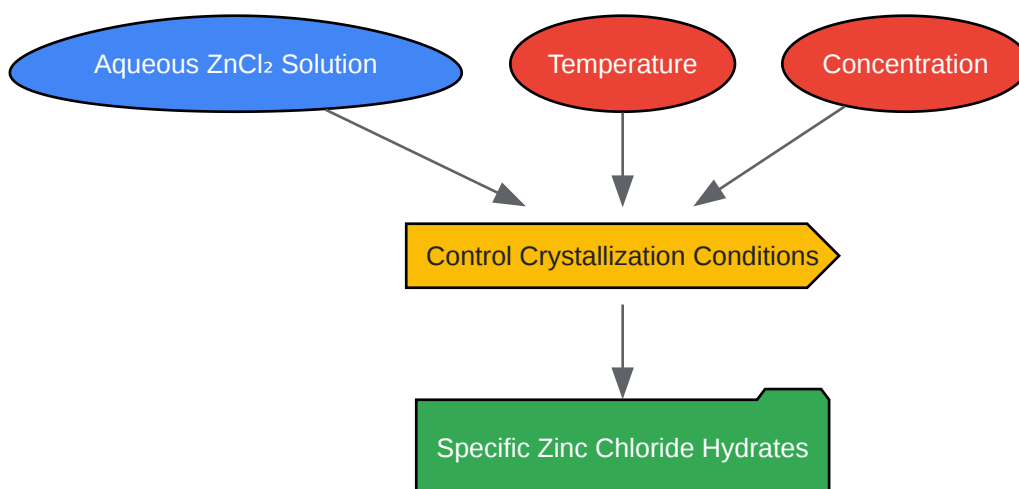 Aqueous ZnCl₂ Solution
Temperature
Concentration
Control Crystallization Conditions
Specific Zinc Chloride Hydrates